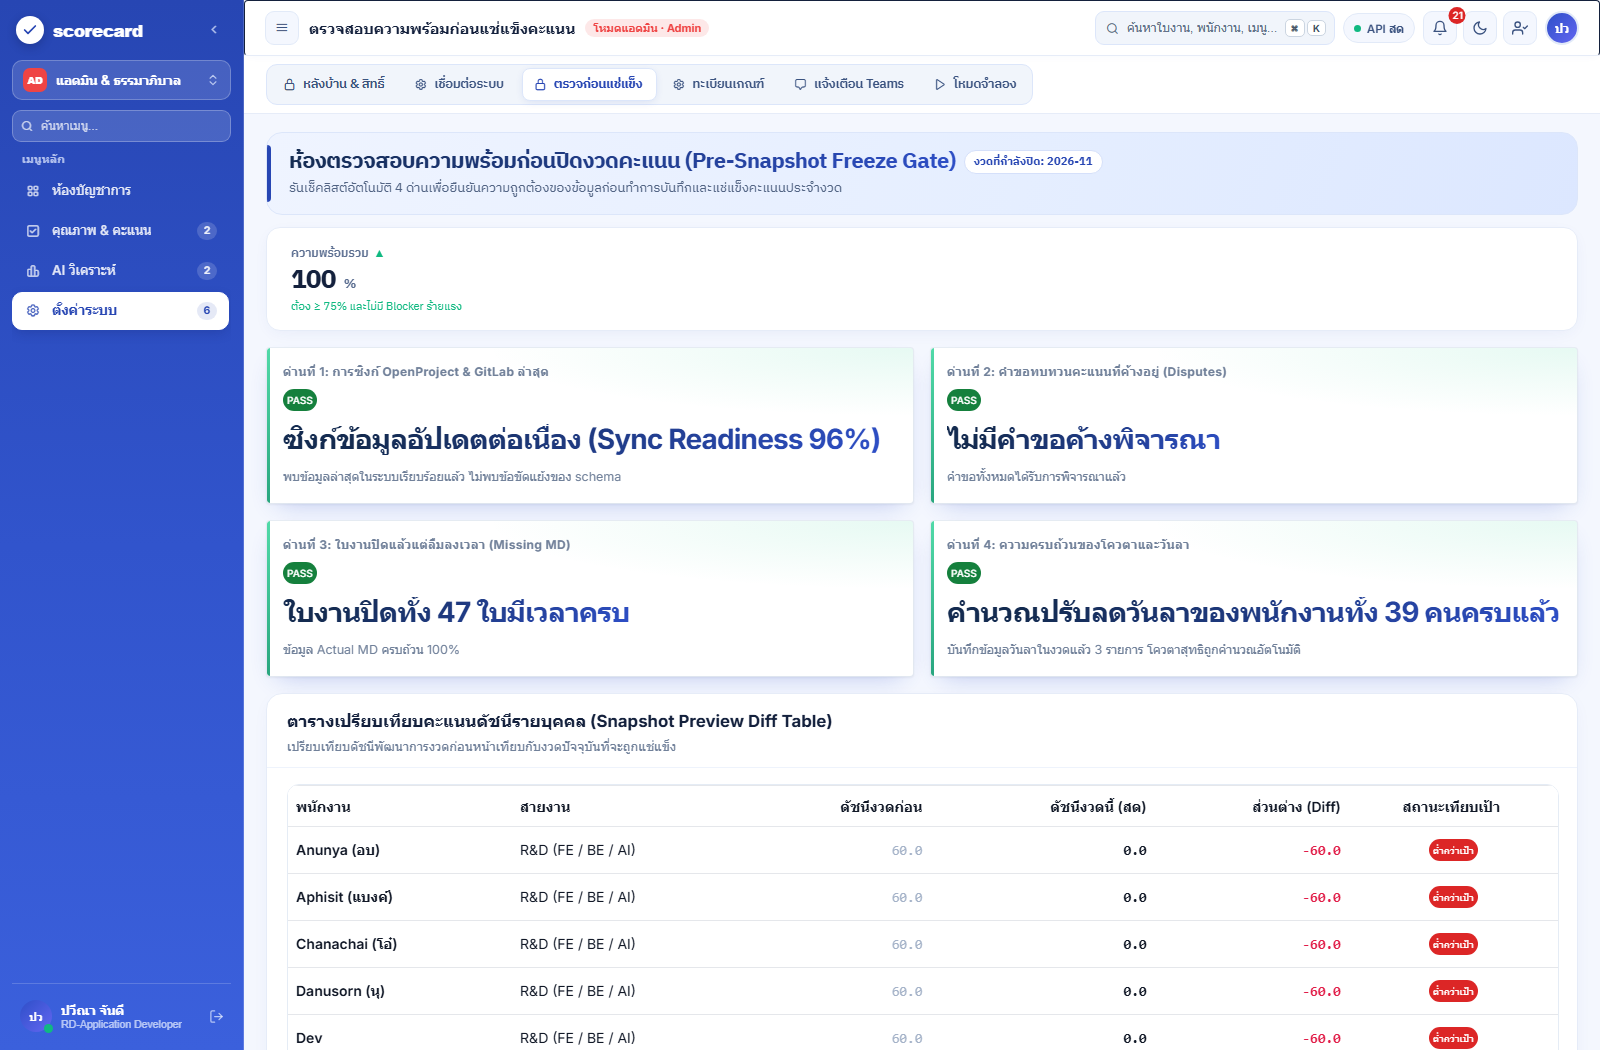 scorecard
AD แอดมิน & ธรรมาภิบาล
ค้นหาเมนู...
เมนูหลัก
ห้องบัญชาการ
คุณภาพ & คะแนน 2
AI วิเคราะห์ 2
ตั้งค่าระบบ 6
ปว ปวีณา จันดี
RD-Application Developer
ตรวจสอบความพร้อมก่อนแช่แข็งคะแนน โหมดแอดมิน · Admin
ค้นหาใบงาน, พนักงาน, เมนู... ⌘ K
API สด
21
ปว
หลังบ้าน & สิทธิ์ เชื่อมต่อระบบ ตรวจก่อนแช่แข็ง ทะเบียนเกณฑ์ แจ้งเตือน Teams โหมดจำลอง
ห้องตรวจสอบความพร้อมก่อนปิดงวดคะแนน (Pre-Snapshot Freeze Gate) งวดที่กำลังปิด: 2026-11
รันเช็คลิสต์อัตโนมัติ 4 ด่านเพื่อยืนยันความถูกต้องของข้อมูลก่อนทำการบันทึกและแช่แข็งคะแนนประจำงวด
ความพร้อมรวม ▲
100 %
ต้อง ≥ 75% และไม่มี Blocker ร้ายแรง
ด่านที่ 1: การซิงก์ OpenProject & GitLab ล่าสุด
PASS
ซิงก์ข้อมูลอัปเดตต่อเนื่อง (Sync Readiness 96%)
พบข้อมูลล่าสุดในระบบเรียบร้อยแล้ว ไม่พบข้อขัดแย้งของ schema
ด่านที่ 2: คำขอทบทวนคะแนนที่ค้างอยู่ (Disputes)
PASS
ไม่มีคำขอค้างพิจารณา
คำขอทั้งหมดได้รับการพิจารณาแล้ว
ด่านที่ 3: ใบงานปิดแล้วแต่ลืมลงเวลา (Missing MD)
PASS
ใบงานปิดทั้ง 47 ใบมีเวลาครบ
ข้อมูล Actual MD ครบถ้วน 100%
ด่านที่ 4: ความครบถ้วนของโควตาและวันลา
PASS
คำนวณปรับลดวันลาของพนักงานทั้ง 39 คนครบแล้ว
บันทึกข้อมูลวันลาในงวดแล้ว 3 รายการ โควตาสุทธิถูกคำนวณอัตโนมัติ
ตารางเปรียบเทียบคะแนนดัชนีรายบุคคล (Snapshot Preview Diff Table)
เปรียบเทียบดัชนีพัฒนาการงวดก่อนหน้าเทียบกับงวดปัจจุบันที่จะถูกแช่แข็ง
พนักงาน สายงาน ดัชนีงวดก่อน ดัชนีงวดนี้ (สด) ส่วนต่าง (Diff) สถานะเทียบเป้า
Anunya (อบ) R&D (FE / BE / AI) 60.0 0.0 -60.0 ต่ำกว่าเป้า
Aphisit (แบงค์) R&D (FE / BE / AI) 60.0 0.0 -60.0 ต่ำกว่าเป้า
Chanachai (โอ๋) R&D (FE / BE / AI) 60.0 0.0 -60.0 ต่ำกว่าเป้า
Danusorn (นุ) R&D (FE / BE / AI) 60.0 0.0 -60.0 ต่ำกว่าเป้า
Dev R&D (FE / BE / AI) 60.0 0.0 -60.0 ต่ำกว่าเป้า